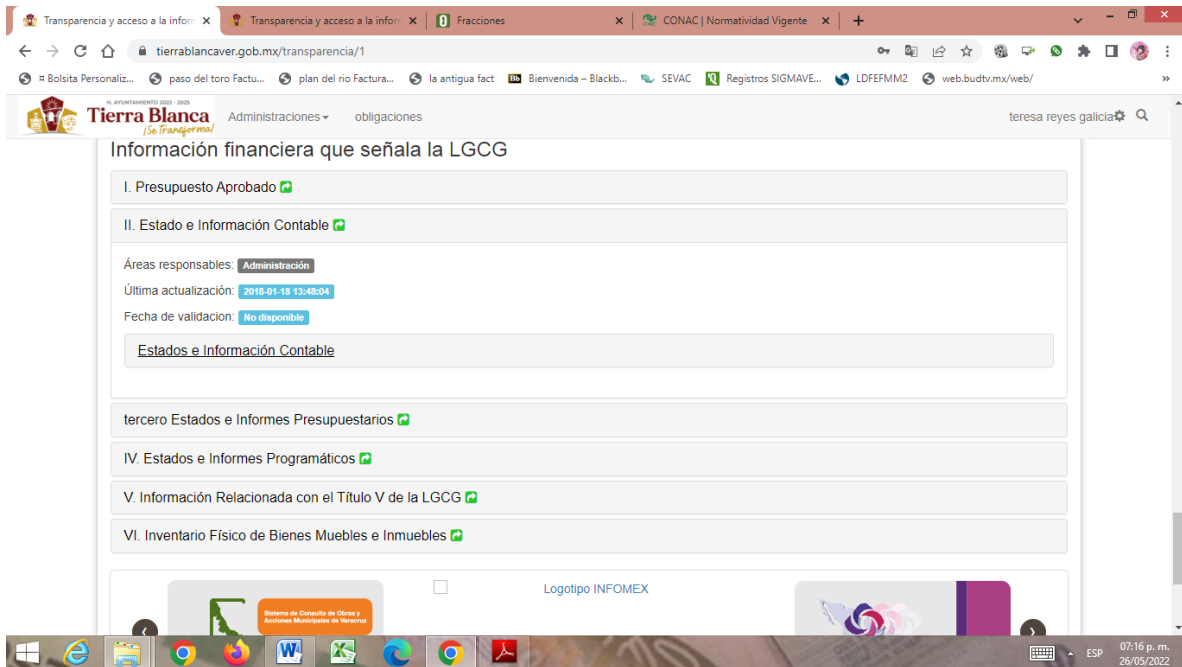 Transparencia y acceso a la inform
Transparencia y acceso a la inform
Fracciones
CONAC | Normatividad Vigente
tierrablancaver.gob.mx/transparencia/1
¤ Bolsita Personaliz...
paso del toro Factu...
plan del rio Factura...
la antigua fact
Bienvenida – Blackb...
SEVAC
Registros SIGMAVE...
LDFEFMM2
web.budtv.mx/web/
»
H. AYUNTAMIENTO 2022 - 2025
Tierra Blanca
¡Se Transforma!
Administraciones
obligaciones
teresa reyes galicia
Información financiera que señala la LGCG
I. Presupuesto Aprobado
II. Estado e Información Contable
Áreas responsables: Administración
Última actualización: 2018-01-18 13:48:04
Fecha de validacion: No disponible
Estados e Información Contable
tercero Estados e Informes Presupuestarios
IV. Estados e Informes Programáticos
V. Información Relacionada con el Título V de la LGCG
VI. Inventario Físico de Bienes Muebles e Inmuebles
Sistema de Consulta de Obras y
Acciones Municipales de Veracruz
Logotipo INFOMEX
ESP
07:16 p. m.
26/05/2022